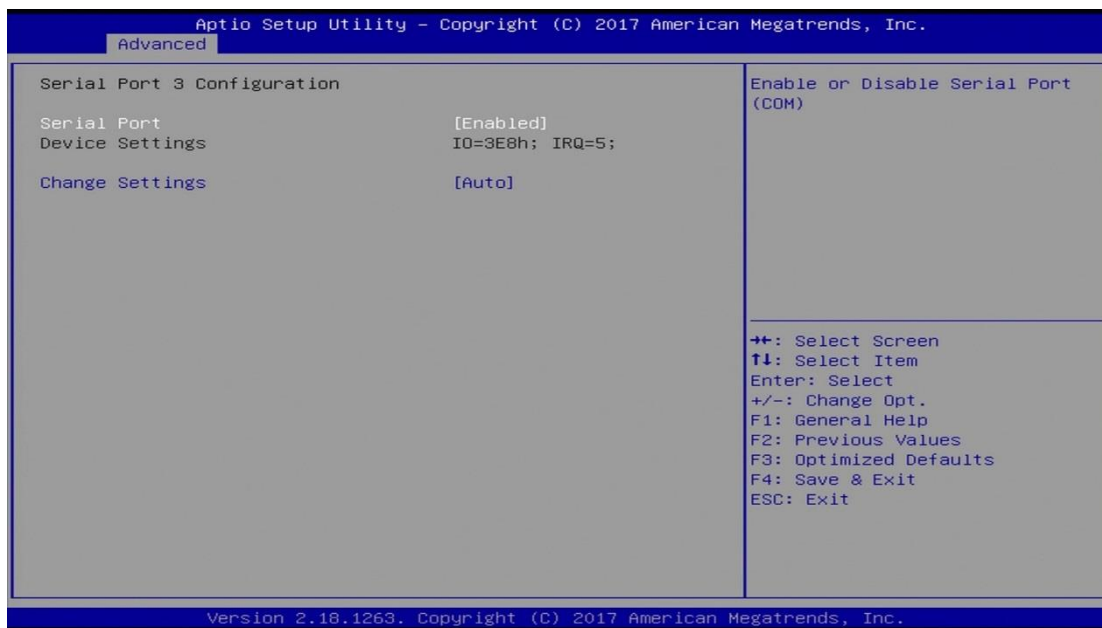 Aptio Setup Utility – Copyright (C) 2017 American Megatrends, Inc.
Advanced
Serial Port 3 Configuration
Serial Port [Enabled]
Device Settings IO=3E8h; IRQ=5;
Change Settings [Auto]
Enable or Disable Serial Port
(COM)
→←: Select Screen
↑↓: Select Item
Enter: Select
+/-: Change Opt.
F1: General Help
F2: Previous Values
F3: Optimized Defaults
F4: Save & Exit
ESC: Exit
Version 2.18.1263. Copyright (C) 2017 American Megatrends, Inc.